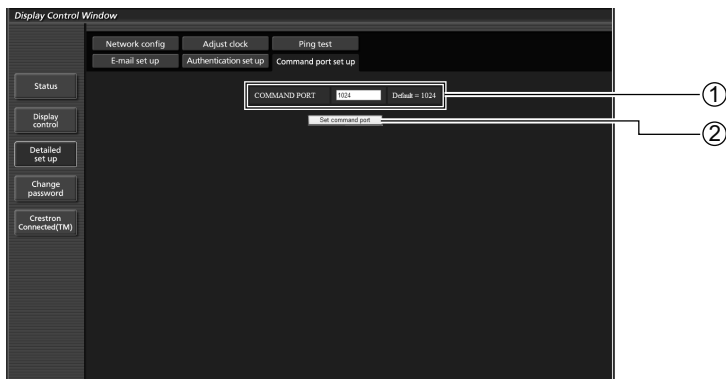 Display Control Window
Network config Adjust clock Ping test
E-mail set up Authentication set up Command port set up
Status
Display
control
Detailed
set up
Change
password
Crestron
Connected(TM)
COMMAND PORT 1024 Default = 1024
Set command port
①
②